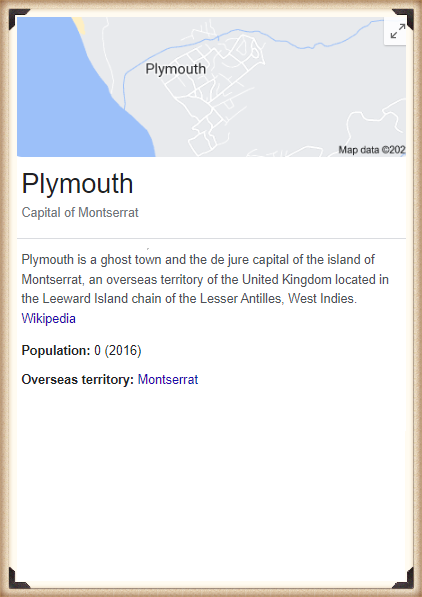 Plymouth
Map data ©202
Plymouth
Capital of Montserrat
Plymouth is a ghost town and the de jure capital of the island of
Montserrat, an overseas territory of the United Kingdom located in
the Leeward Island chain of the Lesser Antilles, West Indies.
Wikipedia
Population: 0 (2016)
Overseas territory: Montserrat